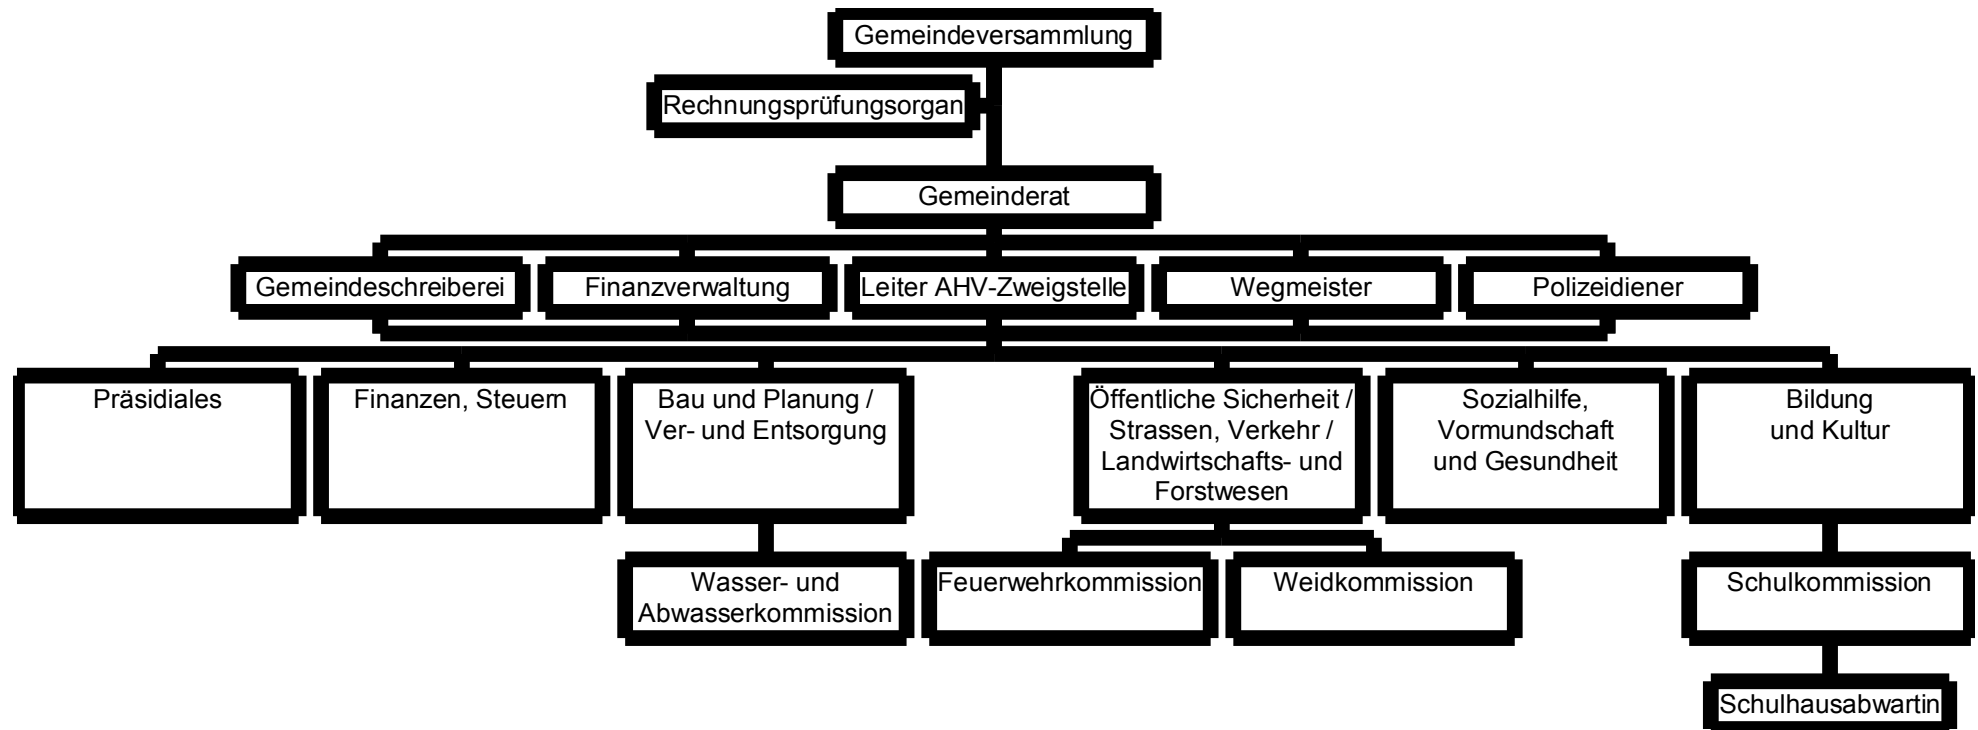 Gemeindeversammlung
Rechnungsprüfungsorgan
Gemeinderat
Gemeindeschreiberei
Finanzverwaltung
Leiter AHV-Zweigstelle
Wegmeister
Polizeidiener
Präsidiales
Finanzen, Steuern
Bau und Planung /
Ver- und Entsorgung
Öffentliche Sicherheit /
Strassen, Verkehr /
Landwirtschafts- und
Forstwesen
Sozialhilfe,
Vormundschaft
und Gesundheit
Bildung
und Kultur
Wasser- und
Abwasserkommission
Feuerwehrkommission
Weidkommission
Schulkommission
Schulhausabwartin